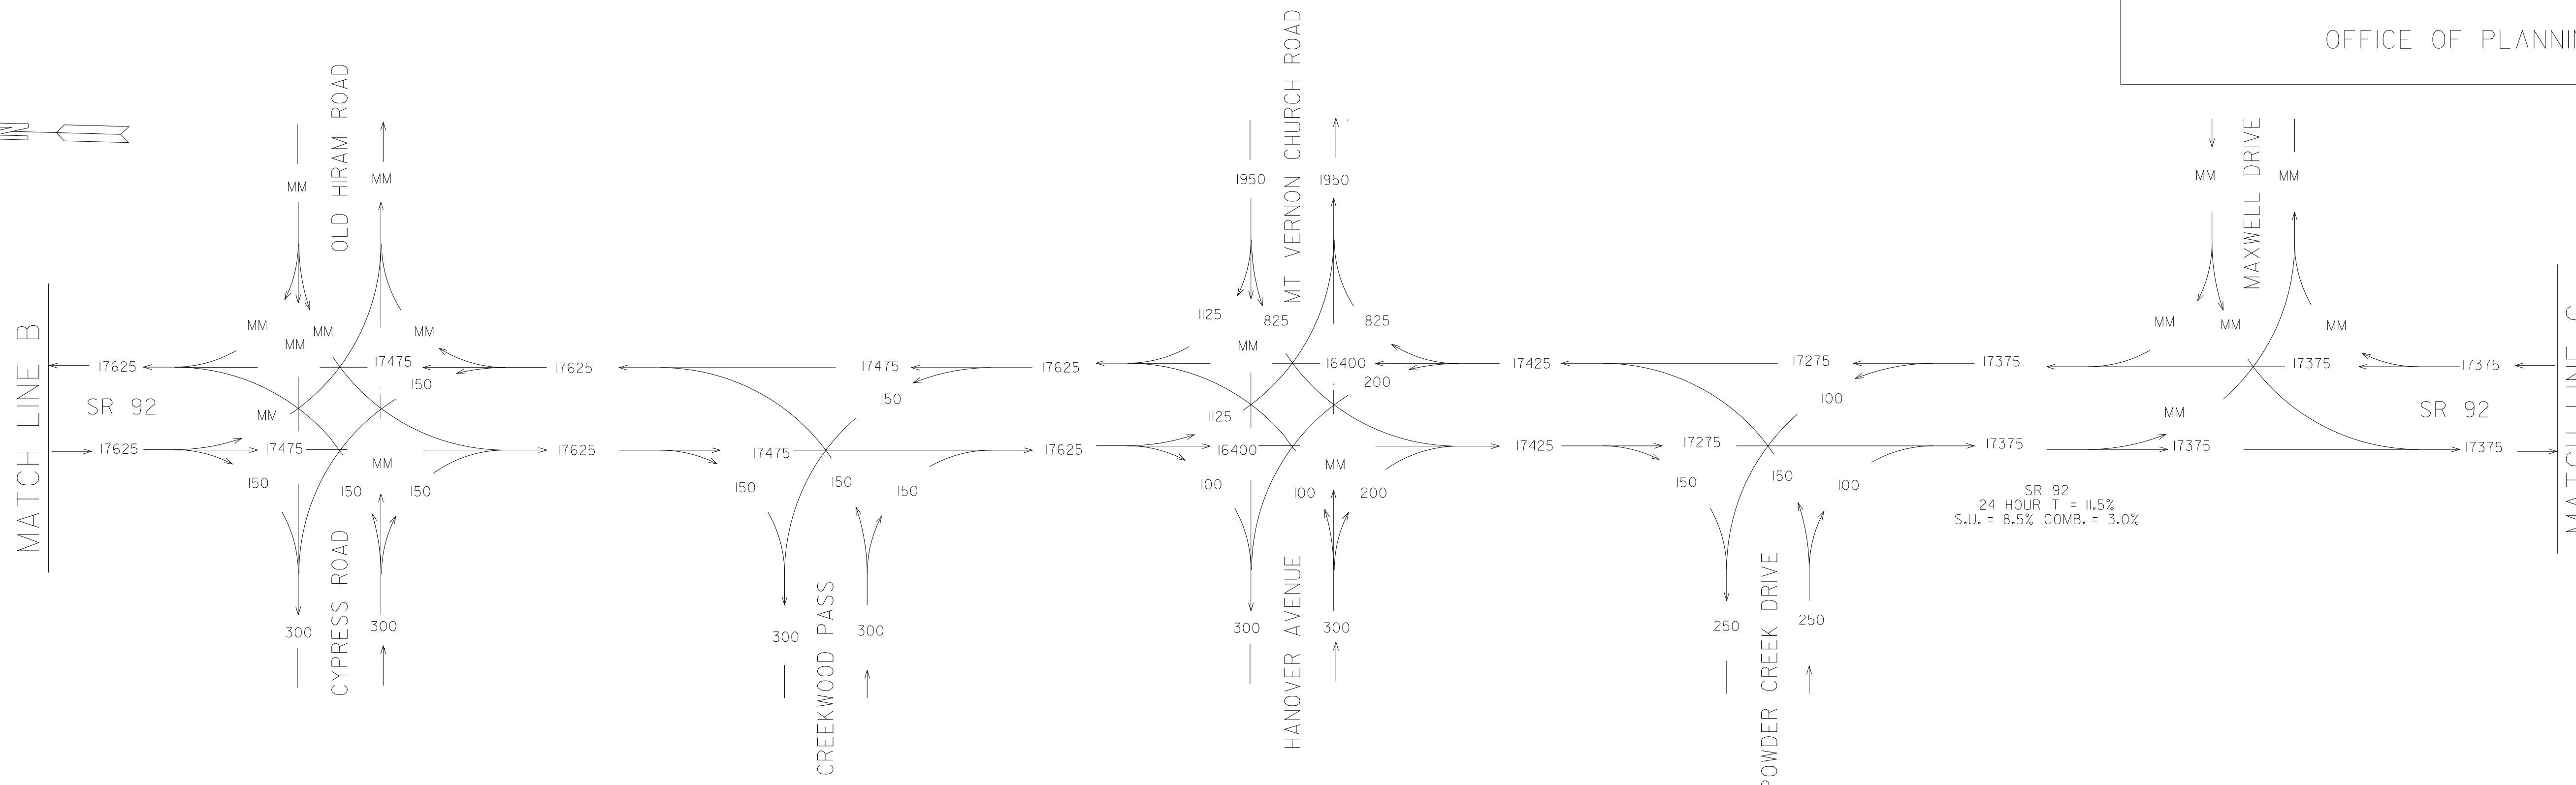 OFFICE OF PLANNIN
N
OLD HIRAM ROAD
MT VERNON CHURCH ROAD
MAXWELL DRIVE
MM MM
1950 1950
MM MM
MATCH LINE B
MM MM MM MM
1125 MM 825 825
MM MM MM
17625 17475 17625 17475 17625 16400 17425 17275 17375 17375 17375
150 150 200 100
SR 92
SR 92
MM 1125 MM
17625 17475 17625 17475 17625 16400 17425 17275 17375 17375 17375
MM MM
150 150 150 150 150 150 100 100 200 150 150 100
SR 92
24 HOUR T = 11.5%
S.U. = 8.5% COMB. = 3.0%
300 300 300 300 300 300 250 250
CYPRESS ROAD
CREEKWOOD PASS
HANOVER AVENUE
POWDER CREEK DRIVE